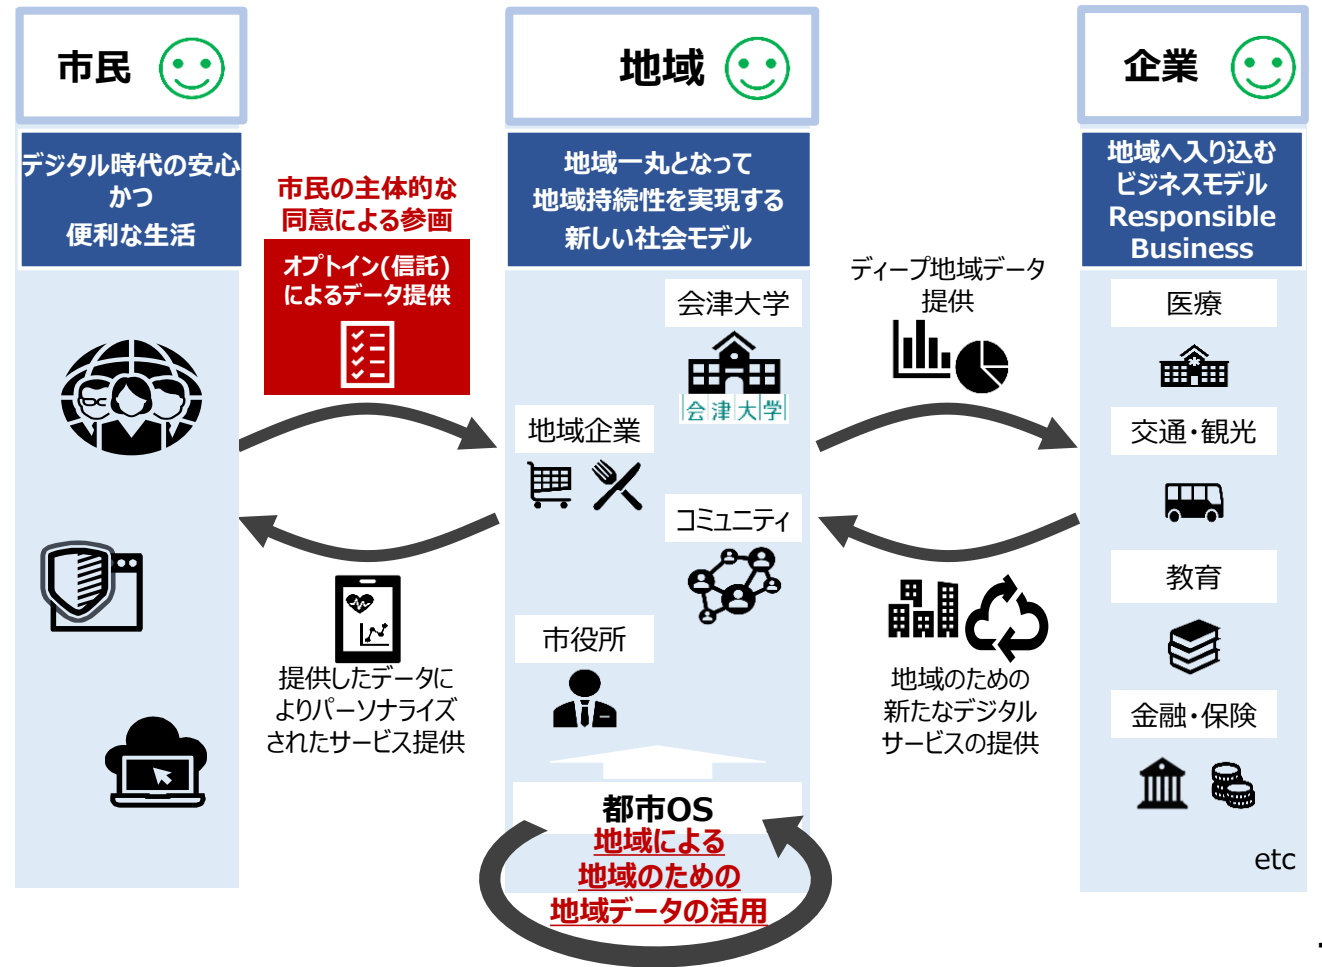 市民
地域
企業
デジタル時代の安心
かつ
便利な生活
市民の主体的な
同意による参画
オプトイン(信託)
によるデータ提供
提供したデータに
よりパーソナライズ
されたサービス提供
地域一丸となって
地域持続性を実現する
新しい社会モデル
会津大学
会津大学
地域企業
コミュニティ
市役所
都市OS
地域による
地域のための
地域データの活用
ディープ地域データ
提供
地域のための
新たなデジタル
サービスの提供
地域へ入り込む
ビジネスモデル
Responsible
Business
医療
交通・観光
教育
金融・保険
etc